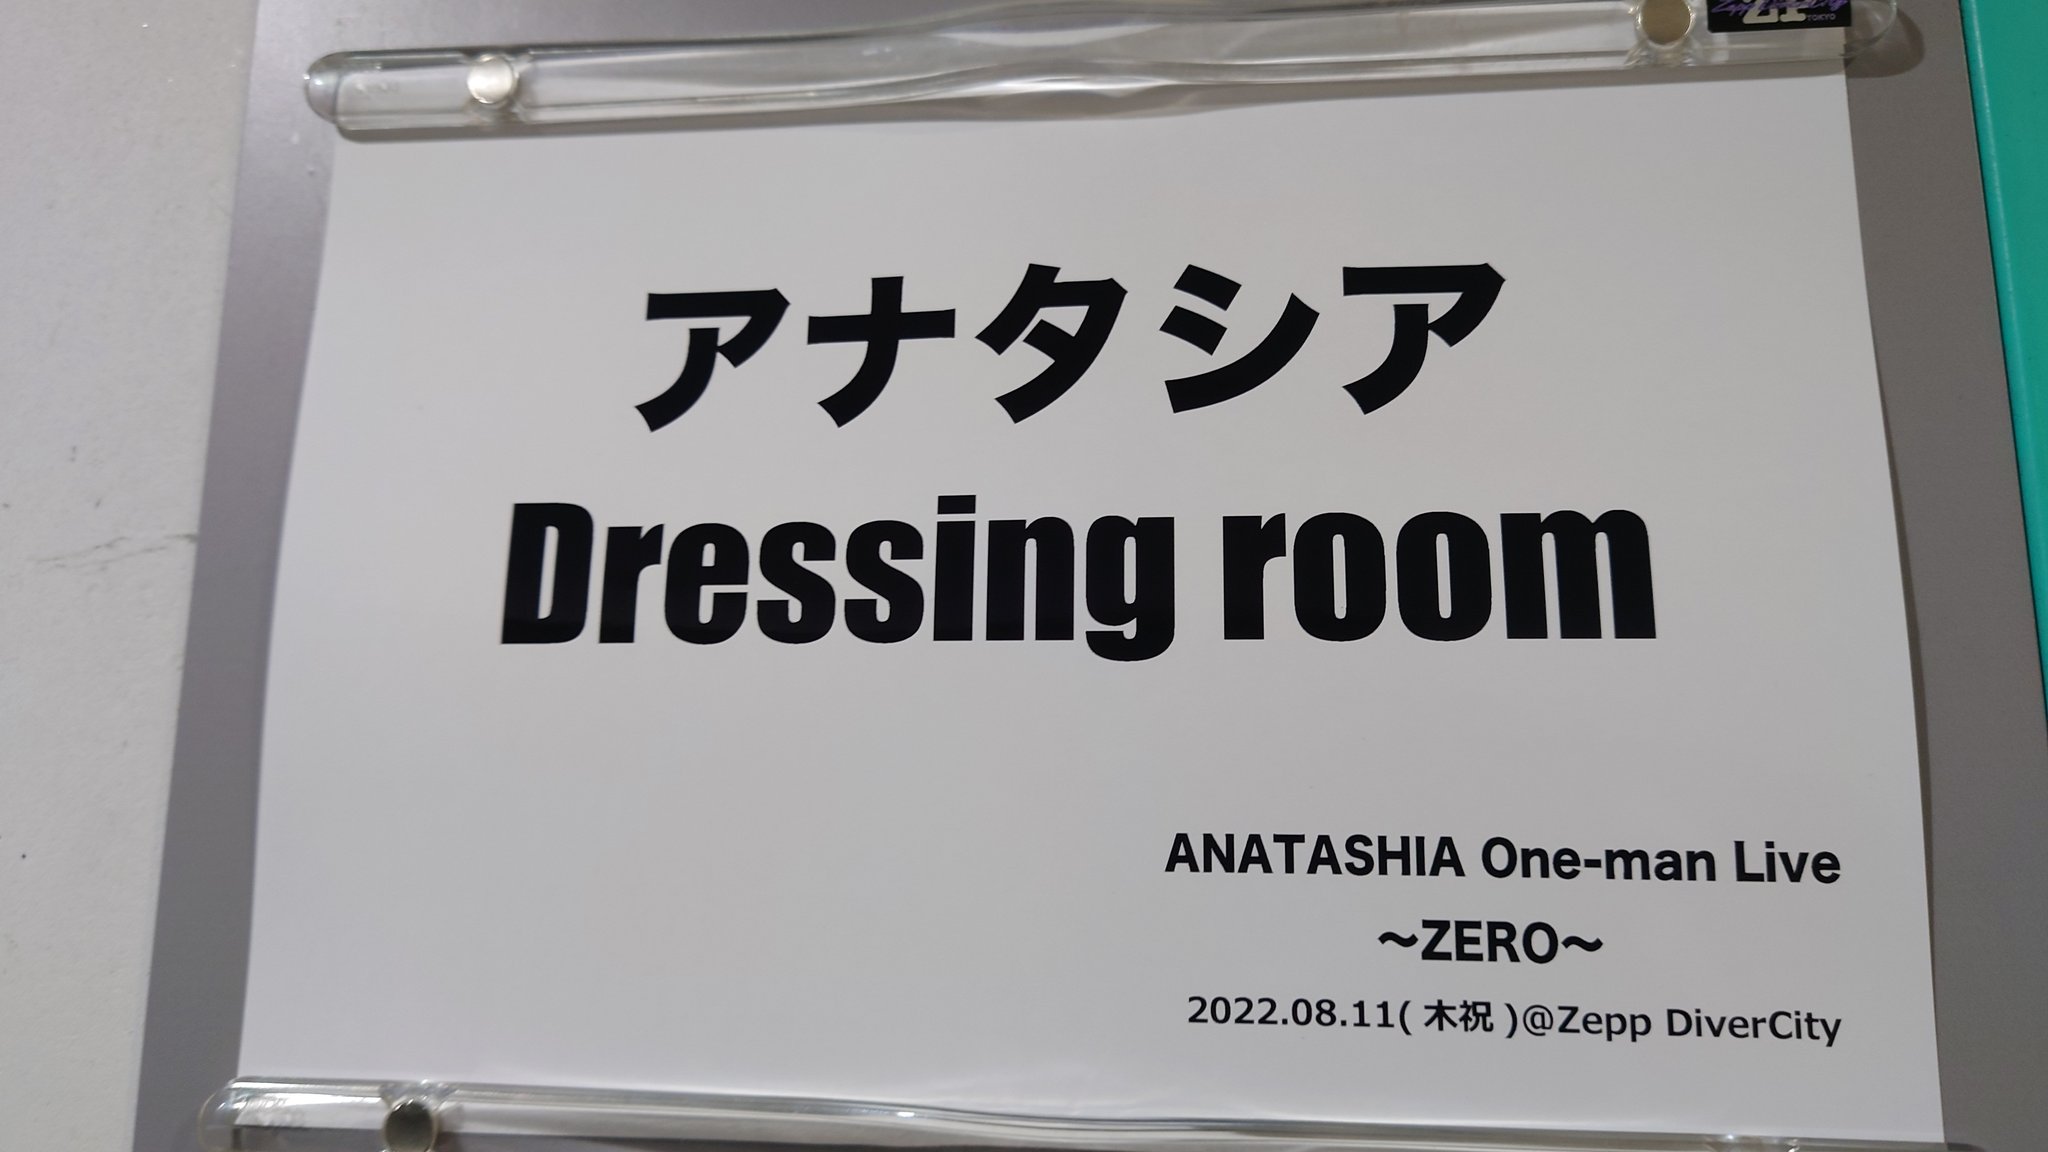 TOKYO
アナタシア
Dressing room
ANATASHIA One-man Live
～ZERO～
2022.08.11(木祝)@Zepp DiverCity